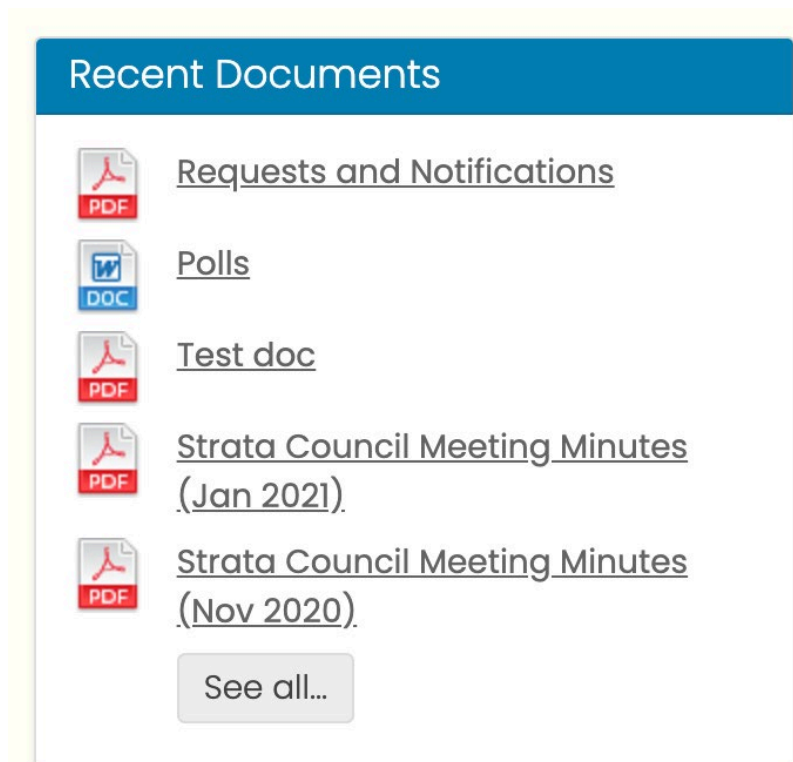 Recent Documents
PDF
Requests and Notifications
W
DOC
Polls
PDF
Test doc
PDF
Strata Council Meeting Minutes
(Jan 2021)
PDF
Strata Council Meeting Minutes
(Nov 2020)
See all...